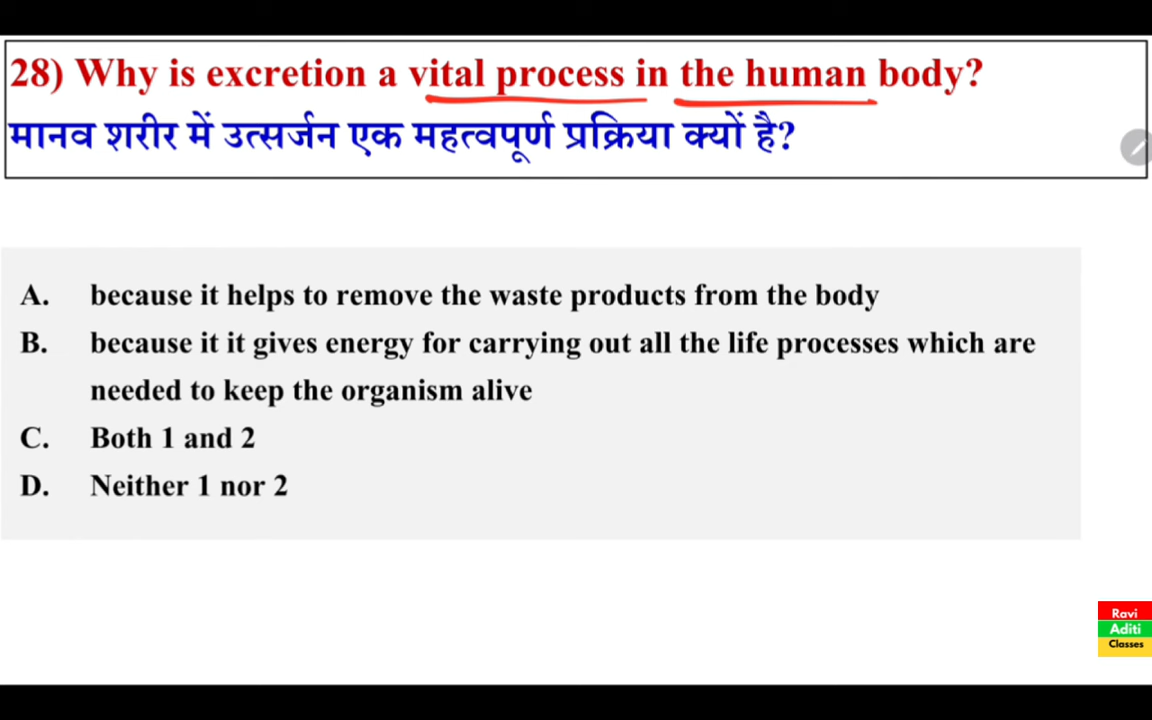 28) Why is excretion a vital process in the human body?
मानव शरीर में उत्सर्जन एक महत्वपूर्ण प्रक्रिया क्यों है?
A. because it helps to remove the waste products from the body
B. because it it gives energy for carrying out all the life processes which are
needed to keep the organism alive
C. Both 1 and 2
D. Neither 1 nor 2
Ravi
Aditi
Classes